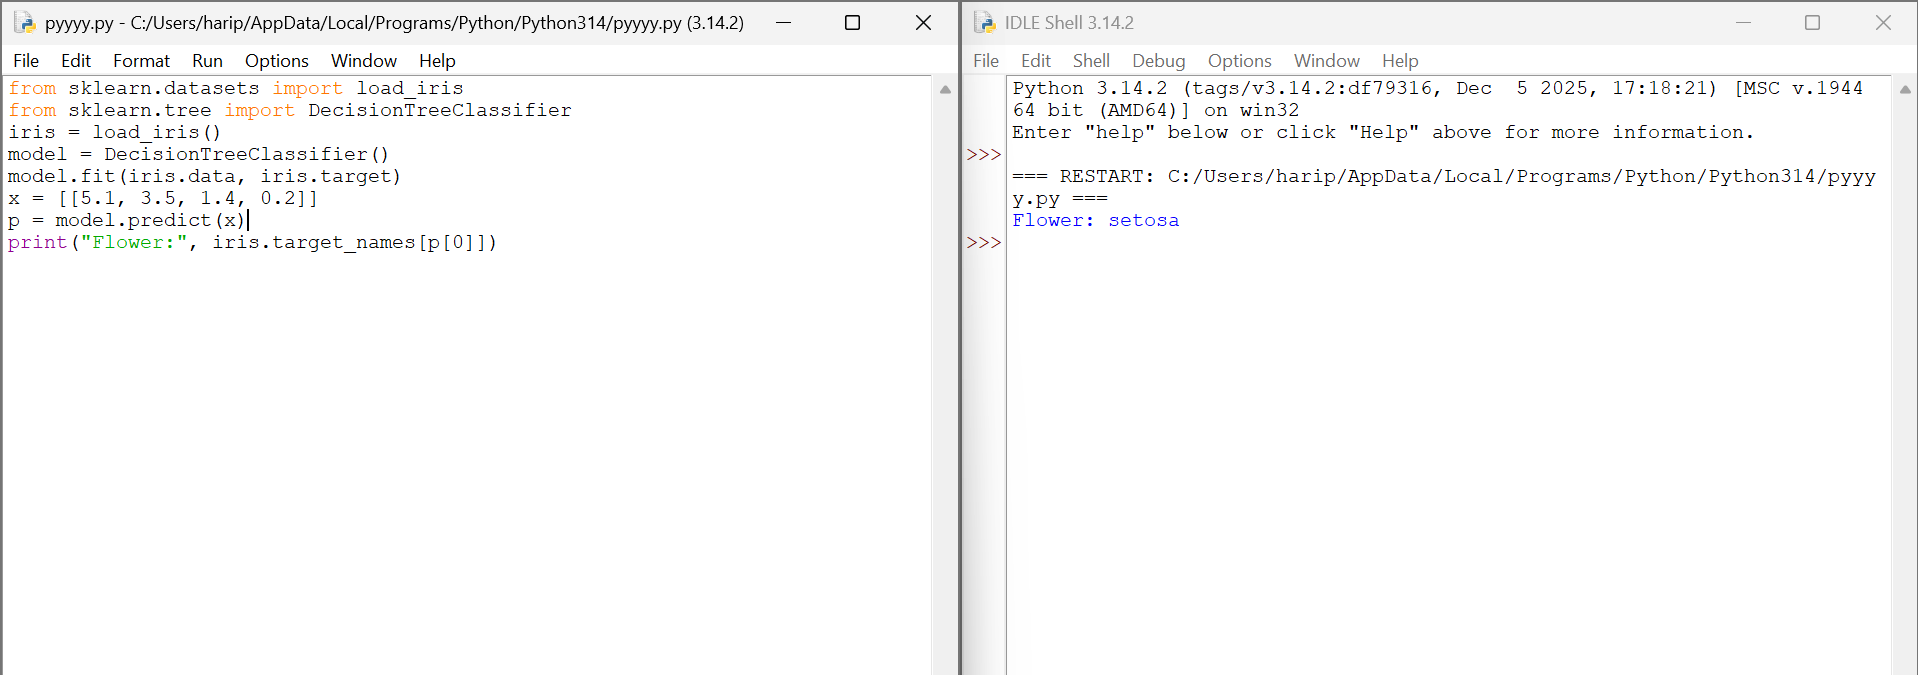 pyyyy.py - C:/Users/harip/AppData/Local/Programs/Python/Python314/pyyyy.py (3.14.2)
File Edit Format Run Options Window Help
from sklearn.datasets import load_iris
from sklearn.tree import DecisionTreeClassifier
iris = load_iris()
model = DecisionTreeClassifier()
model.fit(iris.data, iris.target)
x = [[5.1, 3.5, 1.4, 0.2]]
p = model.predict(x)
print("Flower:", iris.target_names[p[0]])
IDLE Shell 3.14.2
File Edit Shell Debug Options Window Help
Python 3.14.2 (tags/v3.14.2:df79316, Dec  5 2025, 17:18:21) [MSC v.1944
64 bit (AMD64)] on win32
Enter "help" below or click "Help" above for more information.
>>>
=== RESTART: C:/Users/harip/AppData/Local/Programs/Python/Python314/pyyy
y.py ===
Flower: setosa
>>>